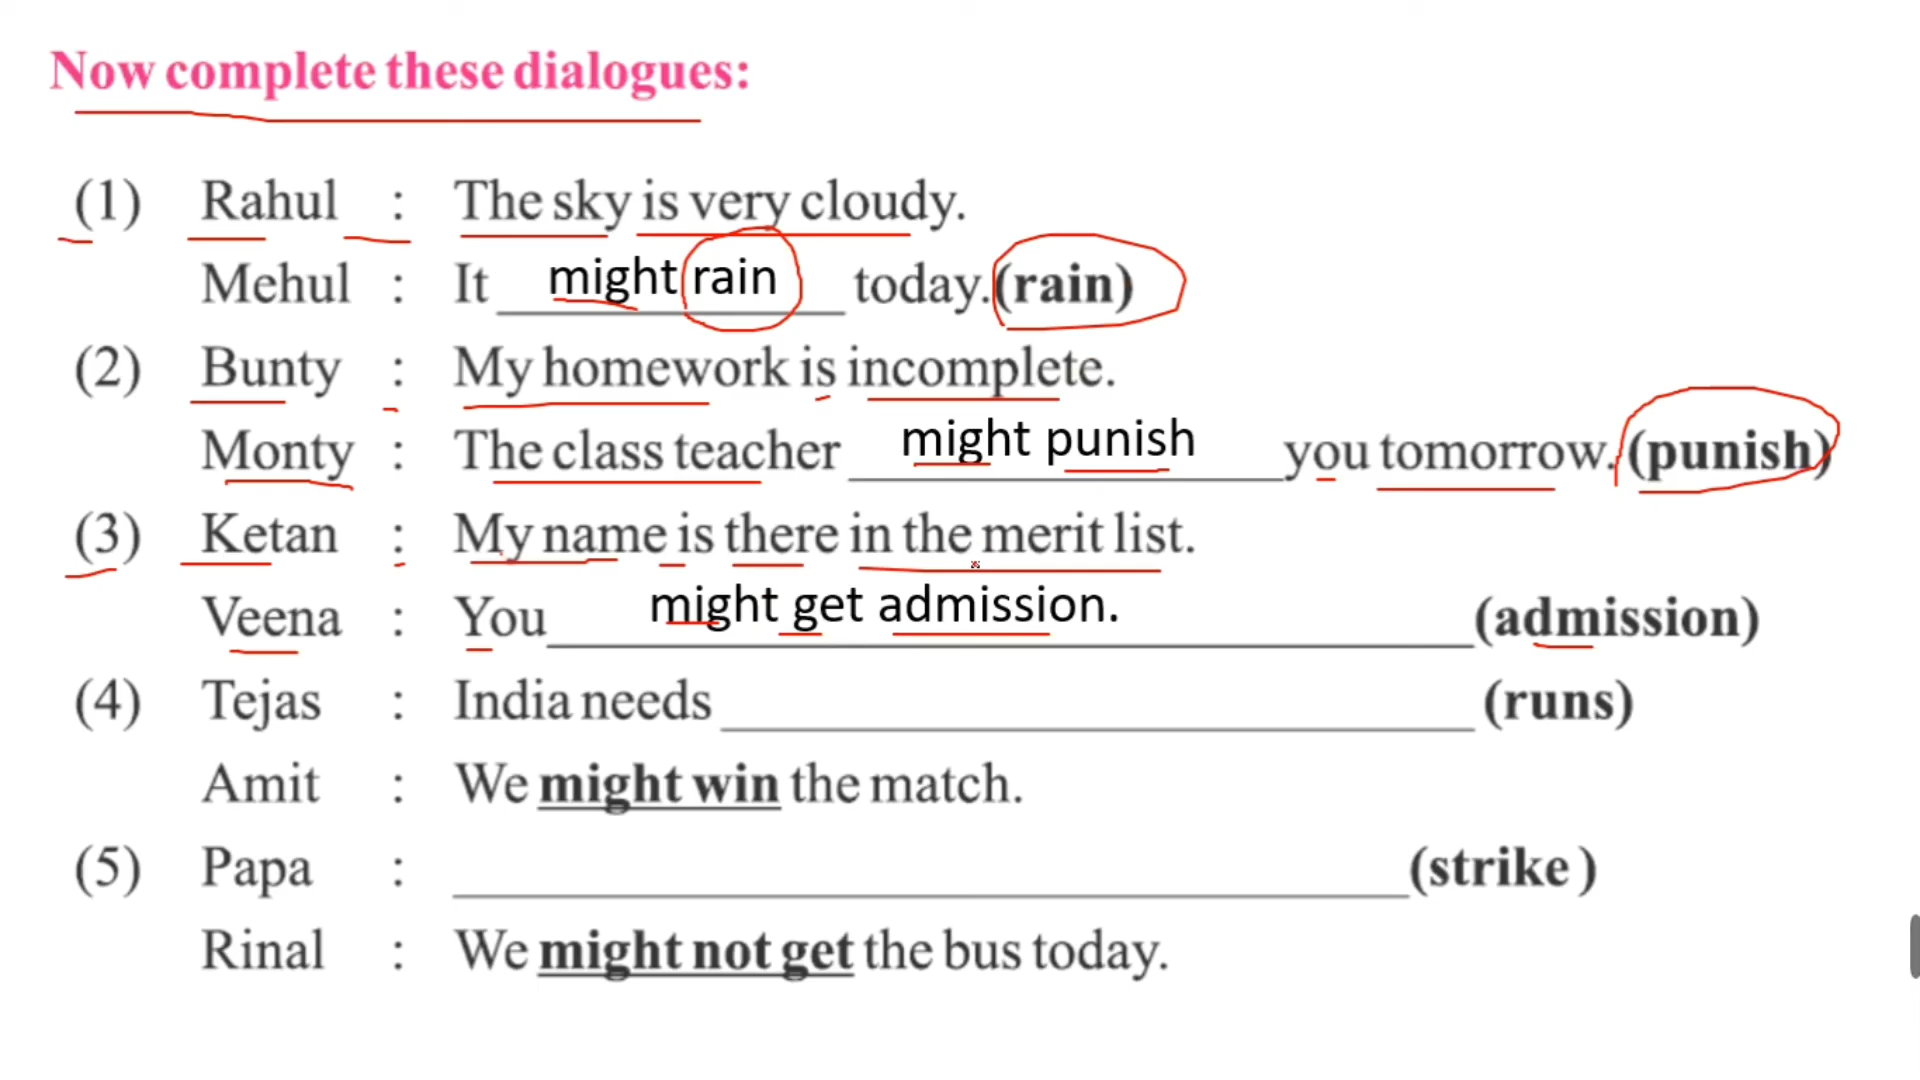 Now complete these dialogues:
(1) Rahul : The sky is very cloudy.
Mehul : It might rain today.(rain)
(2) Bunty : My homework is incomplete.
Monty : The class teacher might punish you tomorrow. (punish)
(3) Ketan : My name is there in the merit list.
Veena : You might get admission. (admission)
(4) Tejas : India needs ____________________ (runs)
Amit : We might win the match.
(5) Papa : ____________________ (strike )
Rinal : We might not get the bus today.